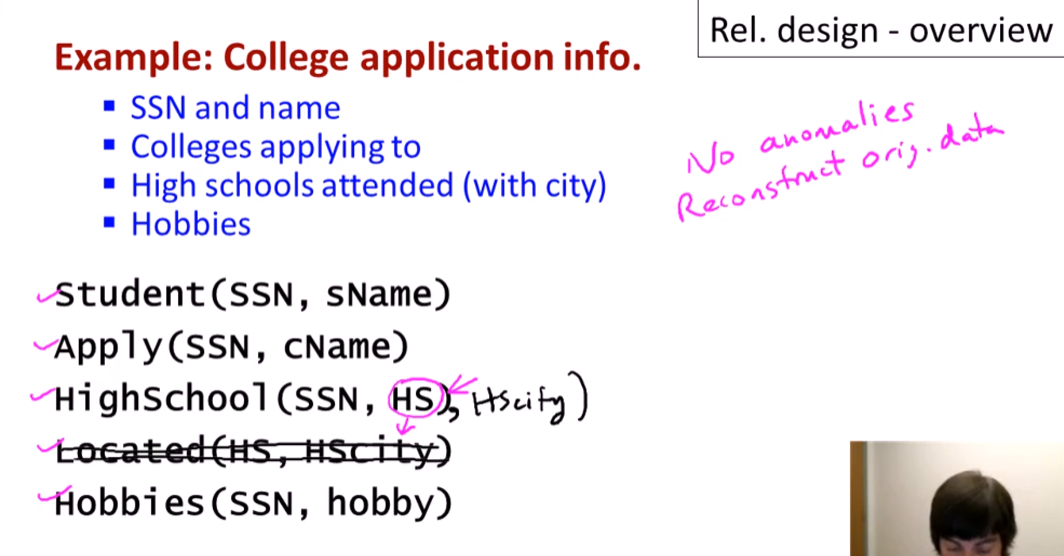 Rel. design - overview
Example: College application info.
▪ SSN and name
▪ Colleges applying to
▪ High schools attended (with city)
▪ Hobbies
No anomalies
Reconstruct orig. data
Student(SSN, sName)
Apply(SSN, cName)
HighSchool(SSN, HS), HScity)
Located(HS, HScity)
Hobbies(SSN, hobby)